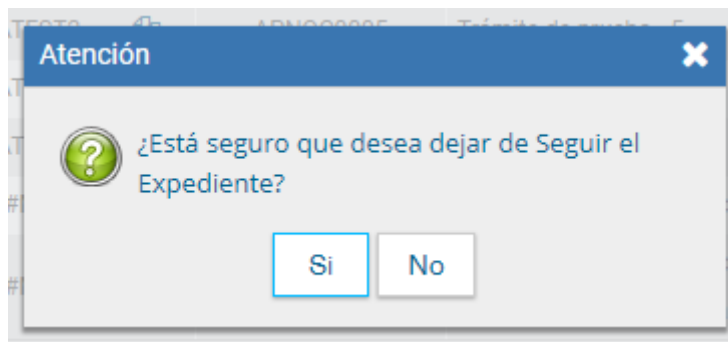 Atención
¿Está seguro que desea dejar de Seguir el
Expediente?
Si
No